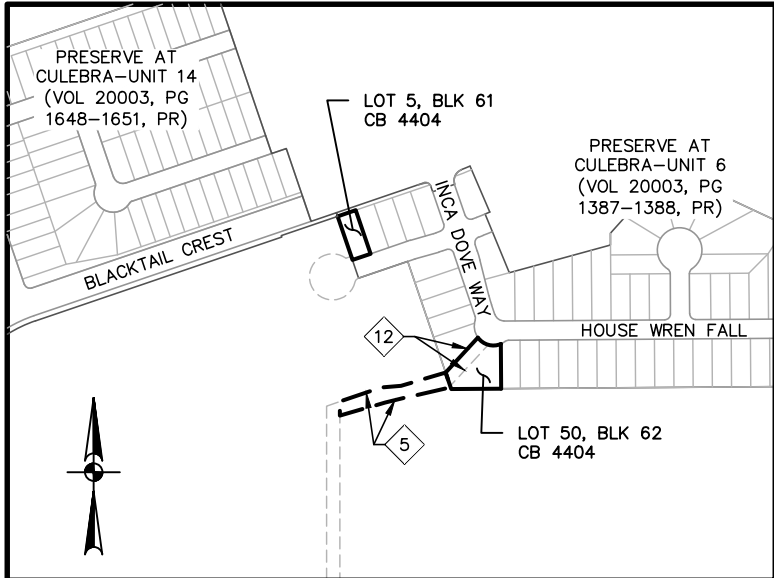 PRESERVE AT
CULEBRA-UNIT 14
(VOL 20003, PG
1648-1651, PR)
LOT 5, BLK 61
CB 4404
PRESERVE AT
CULEBRA-UNIT 6
(VOL 20003, PG
1387-1388, PR)
INCA DOVE WAY
BLACKTAIL CREST
12
HOUSE WREN FALL
5
LOT 50, BLK 62
CB 4404